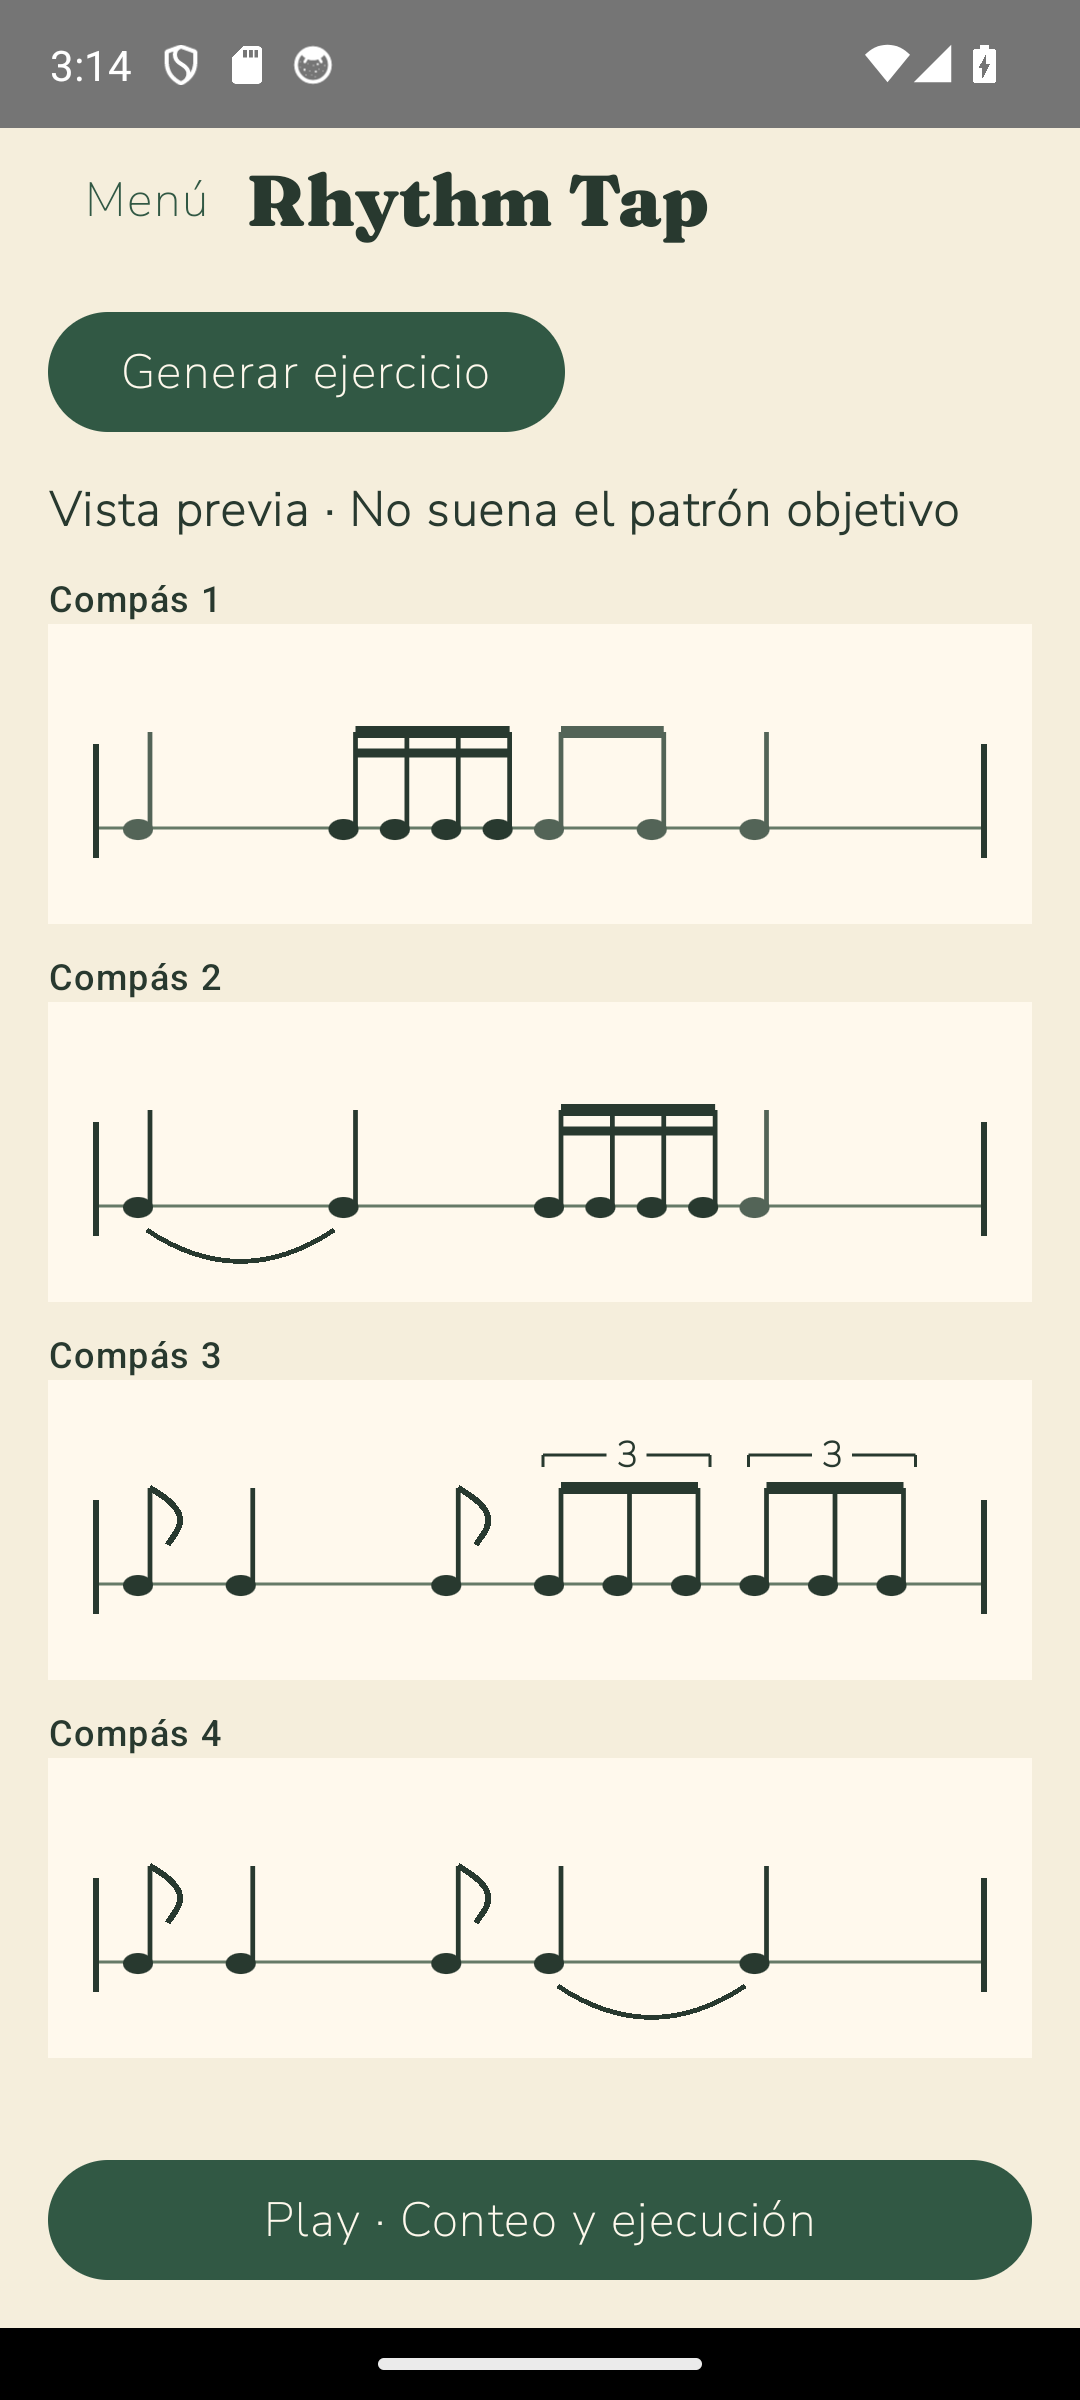 3:14
Menú Rhythm Tap
Generar ejercicio
Vista previa · No suena el patrón objetivo
Compás 1
Compás 2
Compás 3
3 3
Compás 4
Play · Conteo y ejecución